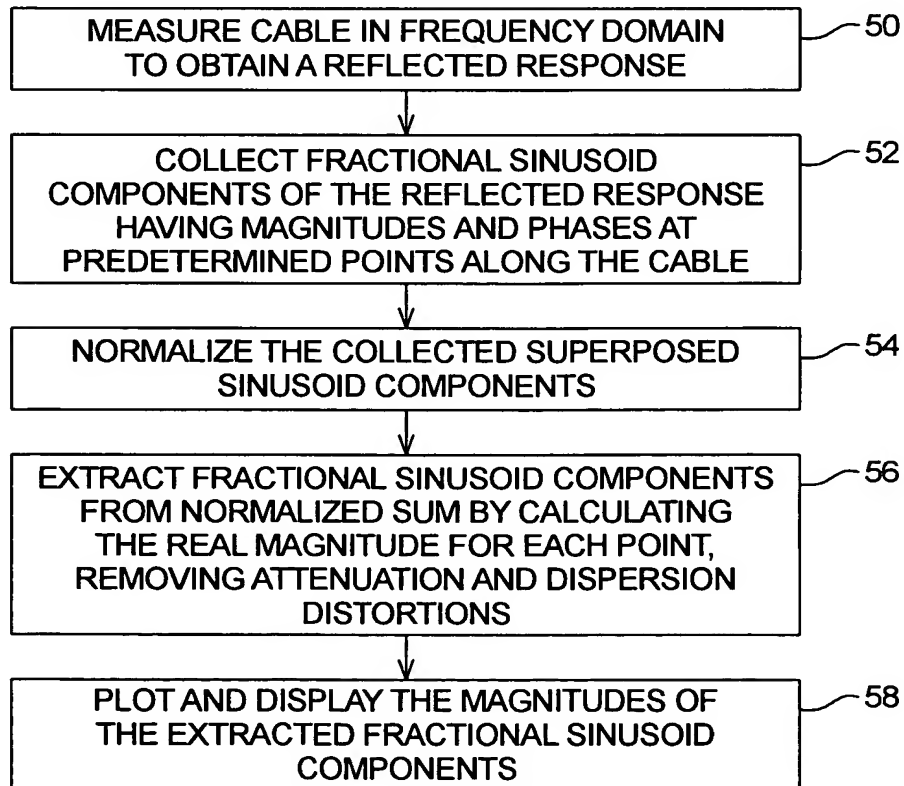 MEASURE CABLE IN FREQUENCY DOMAIN
TO OBTAIN A REFLECTED RESPONSE
50
COLLECT FRACTIONAL SINUSOID
COMPONENTS OF THE REFLECTED RESPONSE
HAVING MAGNITUDES AND PHASES AT
PREDETERMINED POINTS ALONG THE CABLE
52
NORMALIZE THE COLLECTED SUPERPOSED
SINUSOID COMPONENTS
54
EXTRACT FRACTIONAL SINUSOID COMPONENTS
FROM NORMALIZED SUM BY CALCULATING
THE REAL MAGNITUDE FOR EACH POINT,
REMOVING ATTENUATION AND DISPERSION
DISTORTIONS
56
PLOT AND DISPLAY THE MAGNITUDES OF
THE EXTRACTED FRACTIONAL SINUSOID
COMPONENTS
58